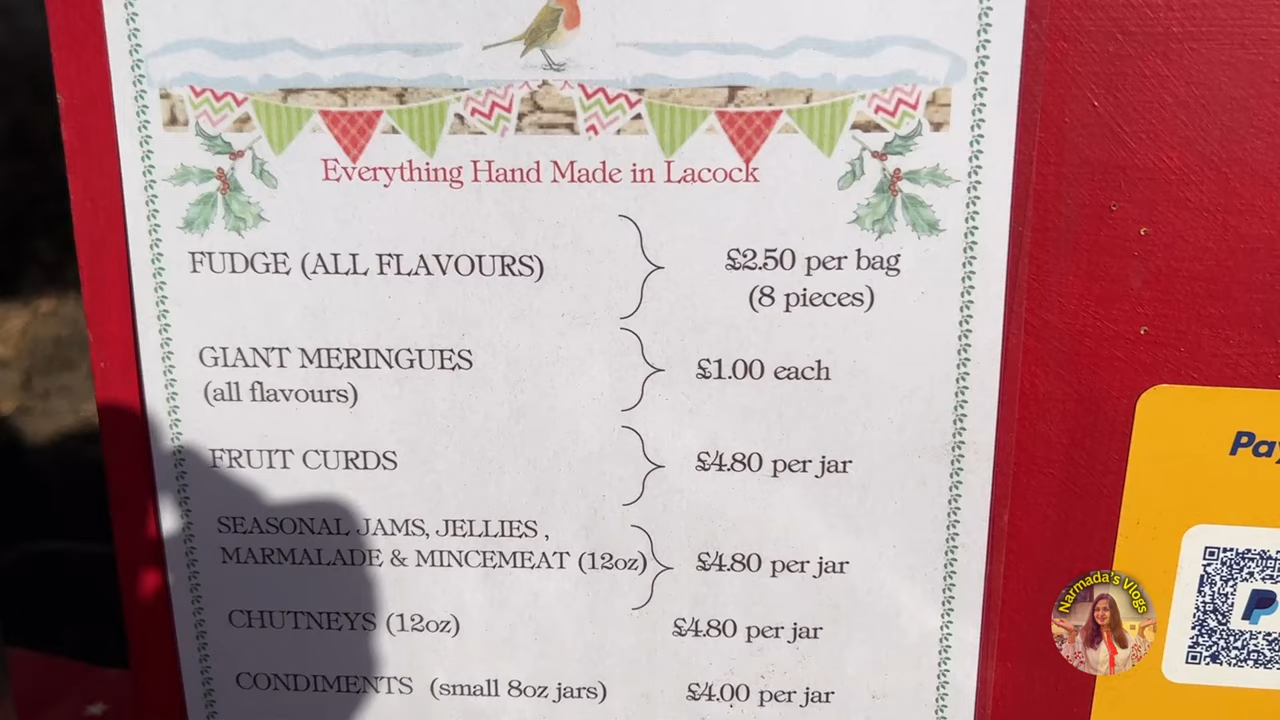 Everything Hand Made in Lacock
FUDGE (ALL FLAVOURS) £2.50 per bag
(8 pieces)
GIANT MERINGUES £1.00 each
(all flavours)
FRUIT CURDS £4.80 per jar
SEASONAL JAMS, JELLIES ,
MARMALADE & MINCEMEAT (12oz) £4.80 per jar
CHUTNEYS (12oz) £4.80 per jar
CONDIMENTS (small 8oz jars) £4.00 per jar
Pay
Narmada's Vlogs